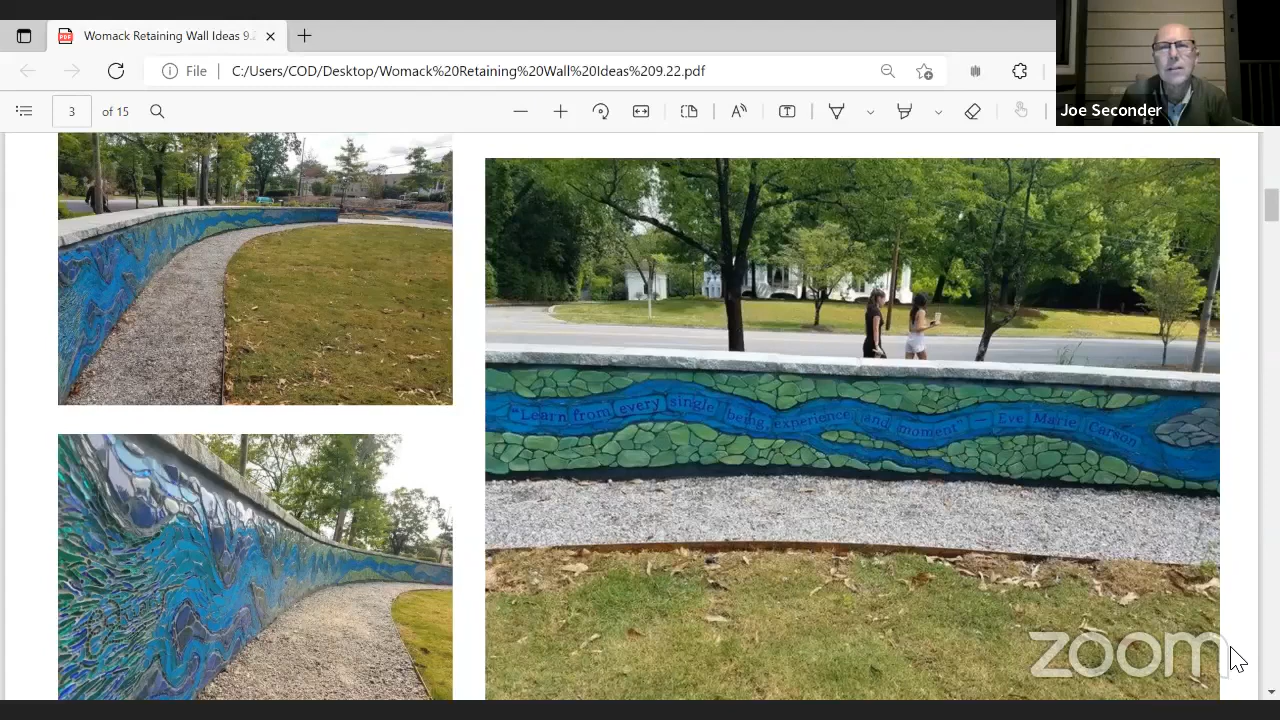 Womack Retaining Wall Ideas 9.2
File
C:/Users/COD/Desktop/Womack%20Retaining%20Wall%20Ideas%209.22.pdf
3 of 15
Joe Seconder
"Learn from every single being, experience and moment" - Eve Marie Carson
zoom